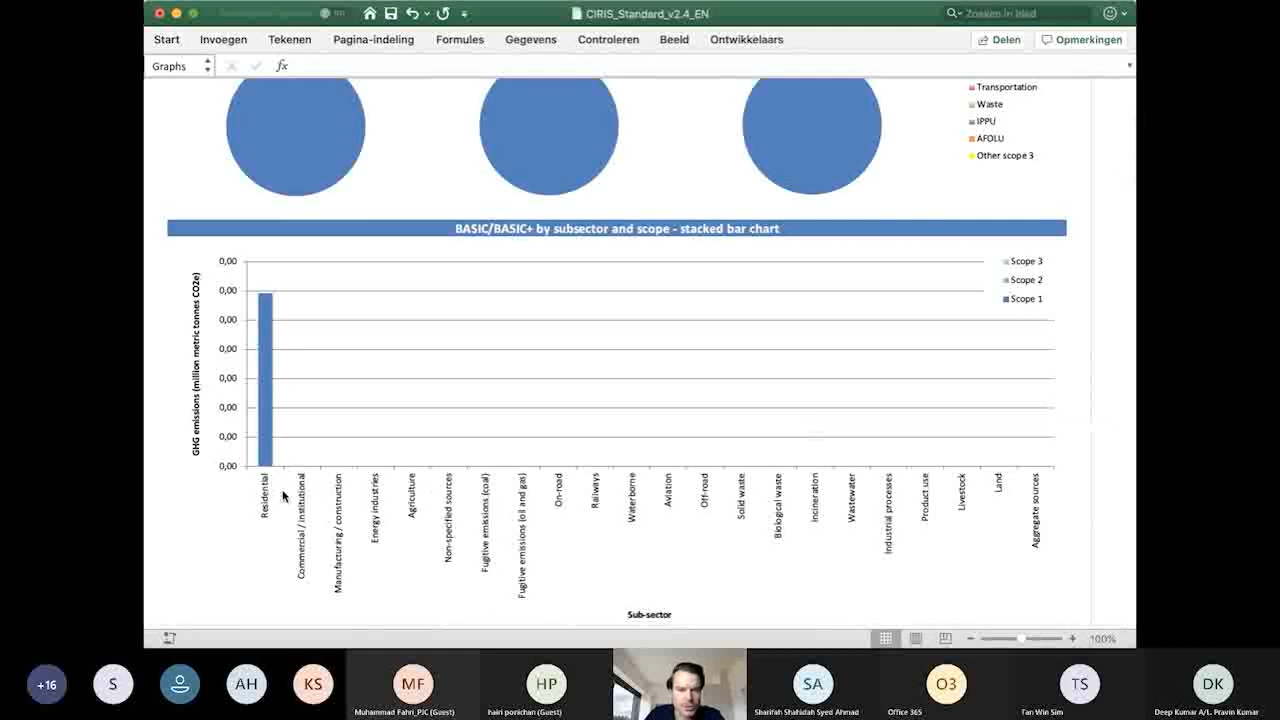 CIRIS_Standard_v2.4_EN
Zoeken in blad
Start Invoegen Tekenen Pagina-indeling Formules Gegevens Controleren Beeld Ontwikkelaars Delen Opmerkingen
Graphs fx
Transportation
Waste
IPPU
AFOLU
Other scope 3
BASIC/BASIC+ by subsector and scope - stacked bar chart
GHG emissions (million metric tonnes CO2e)
0,00
0,00
0,00
0,00
0,00
0,00
0,00
0,00
Scope 3
Scope 2
Scope 1
Residential
Commercial / institutional
Manufacturing / construction
Energy industries
Agriculture
Non-specified sources
Fugitive emissions (coal)
Fugitive emissions (oil and gas)
On-road
Railways
Waterborne
Aviation
Off-road
Solid waste
Biological waste
Incineration
Wastewater
Industrial processes
Product use
Livestock
Land
Aggregate sources
Sub-sector
100%
+16
S
AH
KS
MF
Muhammad Fahri_PJC (Guest)
HP
hairi ponichan (Guest)
SA
Sharifah Shahidah Syed Ahmad
O3
Office 365
TS
Tan Win Sim
DK
Deep Kumar A/L. Pravin Kumar